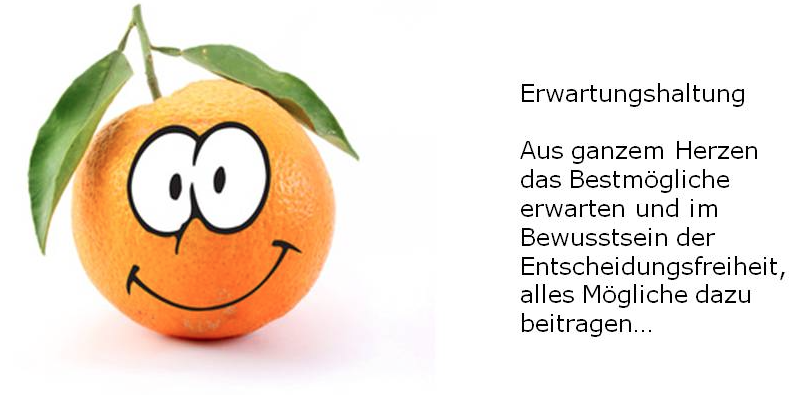 Erwartungshaltung
Aus ganzem Herzen
das Bestmögliche
erwarten und im
Bewusstsein der
Entscheidungsfreiheit,
alles Mögliche dazu
beitragen...